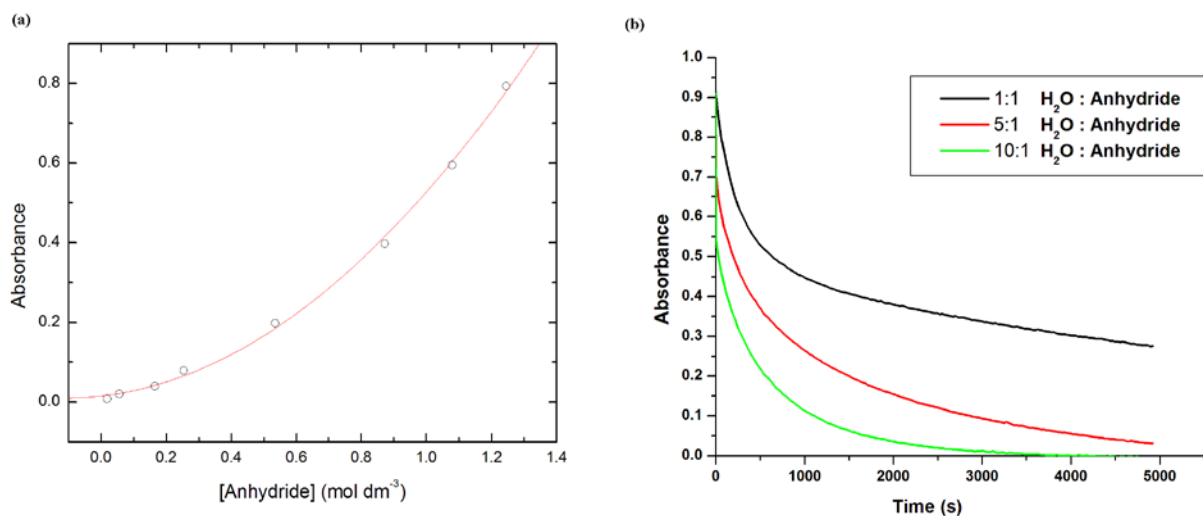 (a)
Absorbance
0.8
0.6
0.4
0.2
0.0
0.0 0.2 0.4 0.6 0.8 1.0 1.2 1.4
[Anhydride] (mol dm⁻³)
(b)
Absorbance
1.0
0.9
0.8
0.7
0.6
0.5
0.4
0.3
0.2
0.1
0.0
0 1000 2000 3000 4000 5000
Time (s)
1:1 H₂O : Anhydride
5:1 H₂O : Anhydride
10:1 H₂O : Anhydride